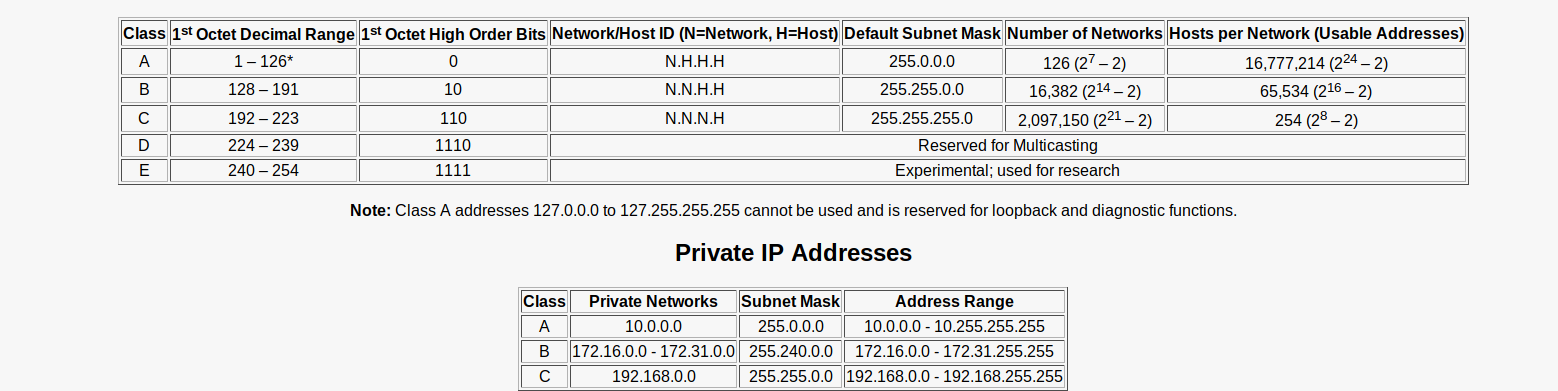 Class 1st Octet Decimal Range 1st Octet High Order Bits Network/Host ID (N=Network, H=Host) Default Subnet Mask Number of Networks Hosts per Network (Usable Addresses)
A 1 – 126* 0 N.H.H.H 255.0.0.0 126 (2^7 – 2) 16,777,214 (2^24 – 2)
B 128 – 191 10 N.N.H.H 255.255.0.0 16,382 (2^14 – 2) 65,534 (2^16 – 2)
C 192 – 223 110 N.N.N.H 255.255.255.0 2,097,150 (2^21 – 2) 254 (2^8 – 2)
D 224 – 239 1110 Reserved for Multicasting
E 240 – 254 1111 Experimental; used for research
Note: Class A addresses 127.0.0.0 to 127.255.255.255 cannot be used and is reserved for loopback and diagnostic functions.
Private IP Addresses
Class Private Networks Subnet Mask Address Range
A 10.0.0.0 255.0.0.0 10.0.0.0 - 10.255.255.255
B 172.16.0.0 - 172.31.0.0 255.240.0.0 172.16.0.0 - 172.31.255.255
C 192.168.0.0 255.255.0.0 192.168.0.0 - 192.168.255.255